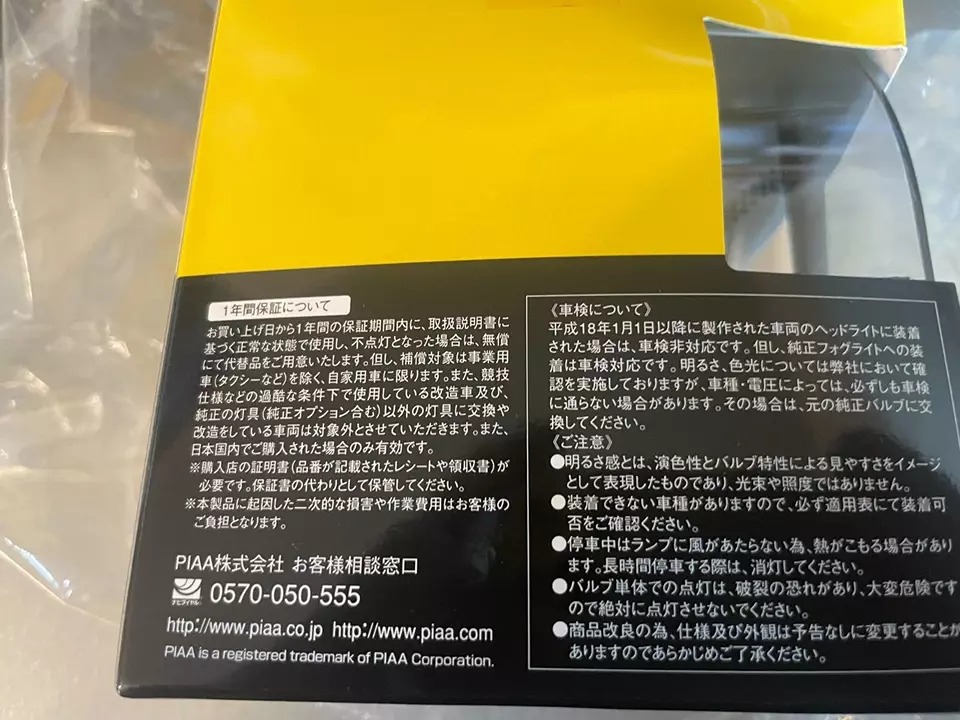 1年間保証について
お買い上げ日から1年間の保証期間内に、取扱説明書に
基づく正常な状態で使用し、不点灯となった場合は、無償
にて代替品をご用意いたします。但し、補償対象は事業用
車(タクシーなど)を除く、自家用車に限ります。また、競技
仕様などの過酷な条件下で使用している改造車及び、
純正の灯具(純正オプション含む)以外の灯具に交換や
改造をしている車両は対象外とさせていただきます。また、
日本国内でご購入された場合のみ有効です。
※購入店の証明書(品番が記載されたレシートや領収書)が
必要です。保証書の代わりとして保管してください。
※本製品に起因した二次的な損害や作業費用はお客様の
ご負担となります。
PIAA株式会社 お客様相談窓口
ナビダイヤル 0570-050-555
http://www.piaa.co.jp http://www.piaa.com
PIAA is a registered trademark of PIAA Corporation.
《車検について》
平成18年1月1日以降に製作された車両のヘッドライトに装着
された場合は、車検非対応です。但し、純正フォグライトへの装
着は車検対応です。明るさ、色光については弊社において確
認を実施しておりますが、車種・電圧によっては、必ずしも車検
に通らない場合があります。その場合は、元の純正バルブに交
換してください。
《ご注意》
●明るさ感とは、演色性とバルブ特性による見やすさをイメージ
として表現したものであり、光束や照度ではありません。
●装着できない車種がありますので、必ず適用表にて装着可
否をご確認ください。
●停車中はランプに風があたらない為、熱がこもる場合があり
ます。長時間停車する際は、消灯してください。
●バルブ単体での点灯は、破裂の恐れがあり、大変危険です
ので絶対に点灯させないでください。
●商品改良の為、仕様及び外観は予告なしに変更することが
ありますのであらかじめご了承ください。